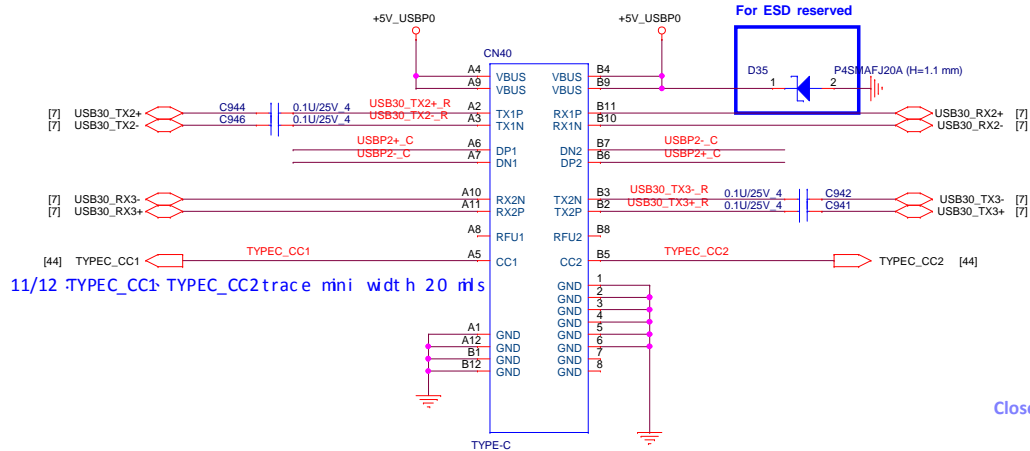 For ESD reserved
+5V_USBP0
+5V_USBP0
CN40
D35
P4SMAFJ20A (H=1.1 mm)
1
2
A4 VBUS VBUS B4
A9 VBUS VBUS B9
[7] USB30_TX2+ C944 0.1U/25V_4 USB30_TX2+_R A2 TX1P RX1P B11 USB30_RX2+ [7]
[7] USB30_TX2- C946 0.1U/25V_4 USB30_TX2-_R A3 TX1N RX1N B10 USB30_RX2- [7]
USBP2+_C A6 DP1 DN2 B7 USBP2-_C
USBP2-_C A7 DN1 DP2 B6 USBP2+_C
[7] USB30_RX3- A10 RX2N TX2N B3 USB30_TX3-_R 0.1U/25V_4 C942 USB30_TX3- [7]
[7] USB30_RX3+ A11 RX2P TX2P B2 USB30_TX3+_R 0.1U/25V_4 C941 USB30_TX3+ [7]
A8 RFU1 RFU2 B8
[44] TYPEC_CC1 TYPEC_CC1 A5 CC1 CC2 B5 TYPEC_CC2 TYPEC_CC2 [44]
11/12 :TYPEC_CC1、TYPEC_CC2 trace mini width 20 mils
GND 1
GND 2
GND 3
GND 4
A1 GND GND 5
A12 GND GND 6
B1 GND GND 7
B12 GND GND 8
Close
TYPE-C